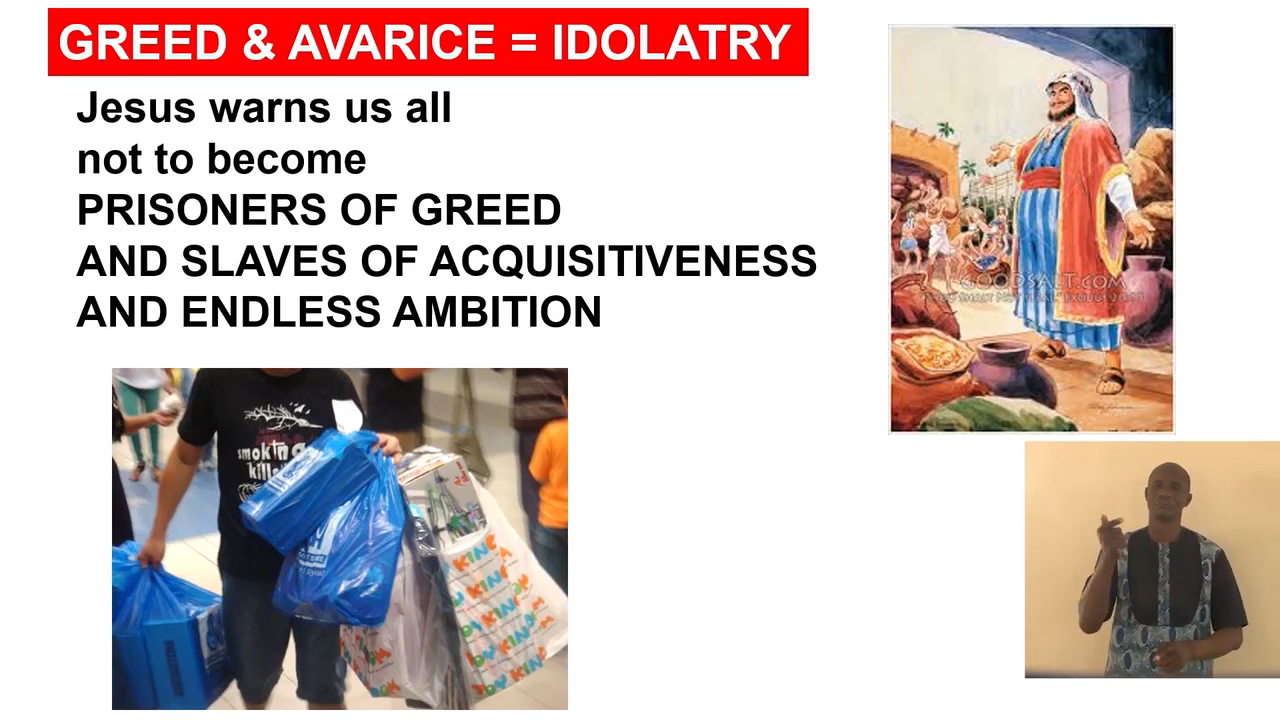 GREED & AVARICE = IDOLATRY
Jesus warns us all
not to become
PRISONERS OF GREED
AND SLAVES OF ACQUISITIVENESS
AND ENDLESS AMBITION
GOODSALT.COM
smoking